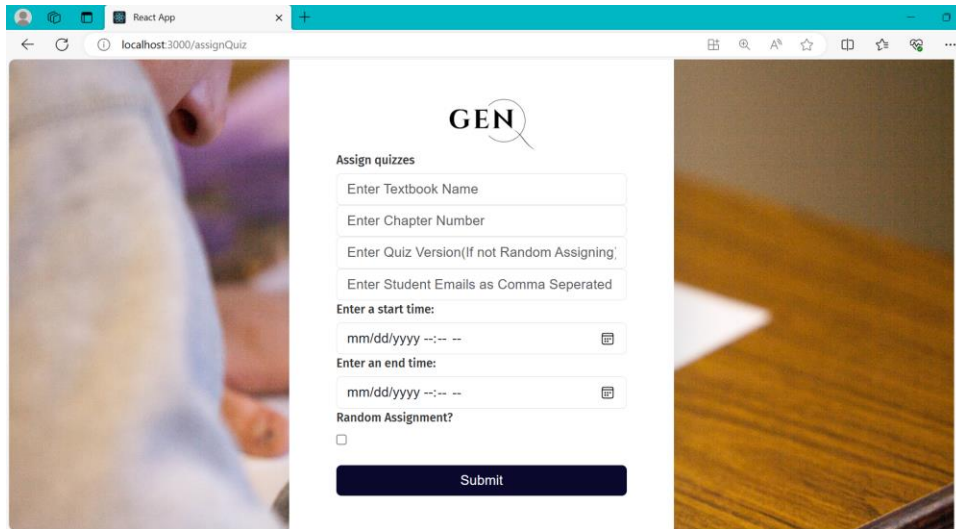 React App
localhost:3000/assignQuiz
GEN
Assign quizzes
Enter Textbook Name
Enter Chapter Number
Enter Quiz Version(If not Random Assigning)
Enter Student Emails as Comma Seperated
Enter a start time:
mm/dd/yyyy --:-- --
Enter an end time:
mm/dd/yyyy --:-- --
Random Assignment?
Submit